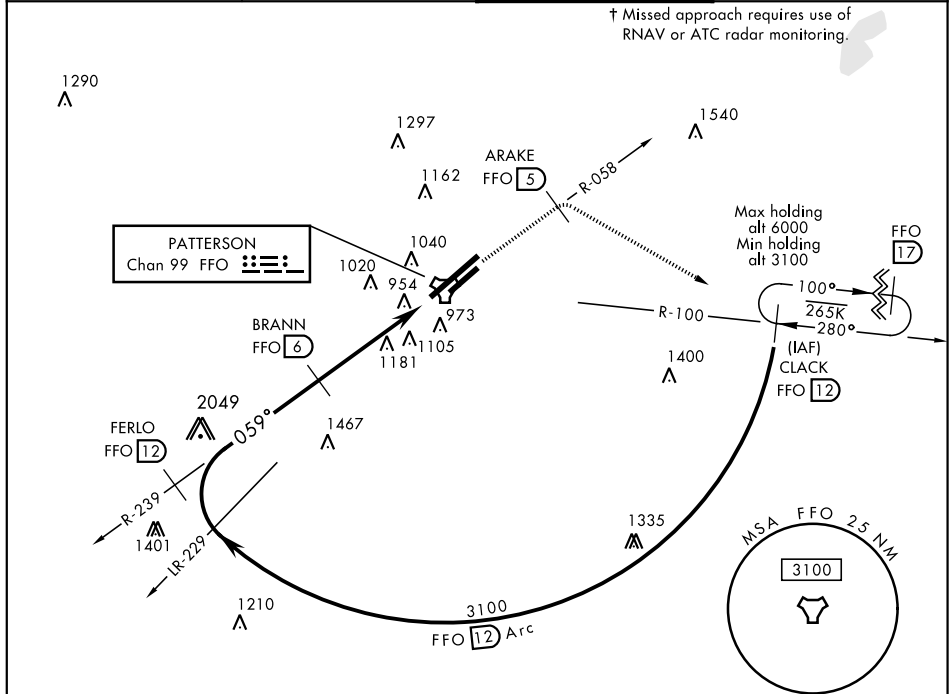 † Missed approach requires use of
RNAV or ATC radar monitoring.
1290
1297
1540
ARAKE
FFO 5
R-058
1162
Max holding
alt 6000
Min holding
alt 3100
FFO
17
PATTERSON
Chan 99 FFO
1040
1020
954
973
100°
265K
280°
R-100
BRANN
FFO 6
1105
1181
(IAF)
CLACK
FFO 12
1400
2049
059°
1467
FERLO
FFO 12
R-239
1401
LR-229
1335
MSA FFO 25 NM
3100
1210
3100
FFO 12 Arc